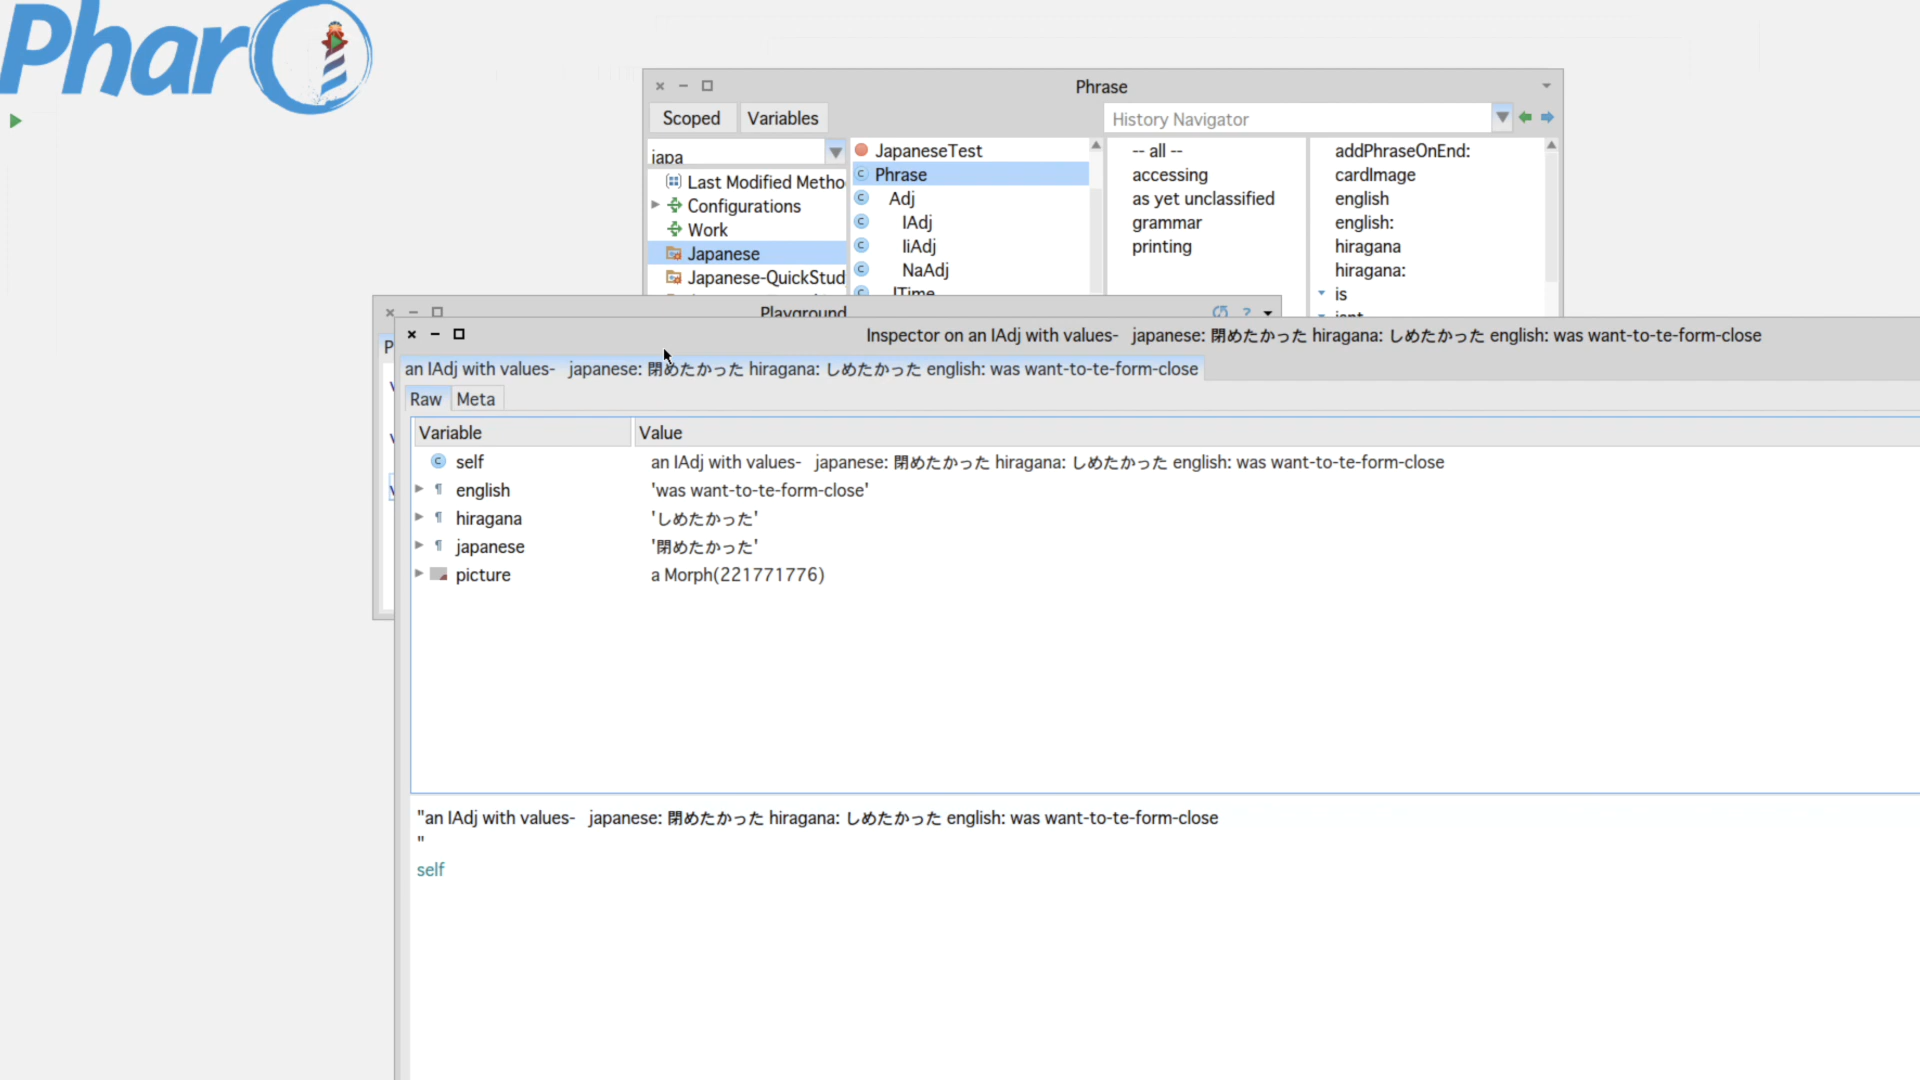 Pharo
Phrase
Scoped Variables
History Navigator
japa
Last Modified Metho
Configurations
Work
Japanese
Japanese-QuickStud
JapaneseTest
Phrase
Adj
IAdj
IiAdj
NaAdj
ITime
-- all --
accessing
as yet unclassified
grammar
printing
addPhraseOnEnd:
cardImage
english
english:
hiragana
hiragana:
is
isnt
Playground
P
Inspector on an IAdj with values- japanese: 閉めたかった hiragana: しめたかった english: was want-to-te-form-close
an IAdj with values- japanese: 閉めたかった hiragana: しめたかった english: was want-to-te-form-close
Raw Meta
Variable Value
self an IAdj with values- japanese: 閉めたかった hiragana: しめたかった english: was want-to-te-form-close
english 'was want-to-te-form-close'
hiragana 'しめたかった'
japanese '閉めたかった'
picture a Morph(221771776)
"an IAdj with values- japanese: 閉めたかった hiragana: しめたかった english: was want-to-te-form-close
"
self